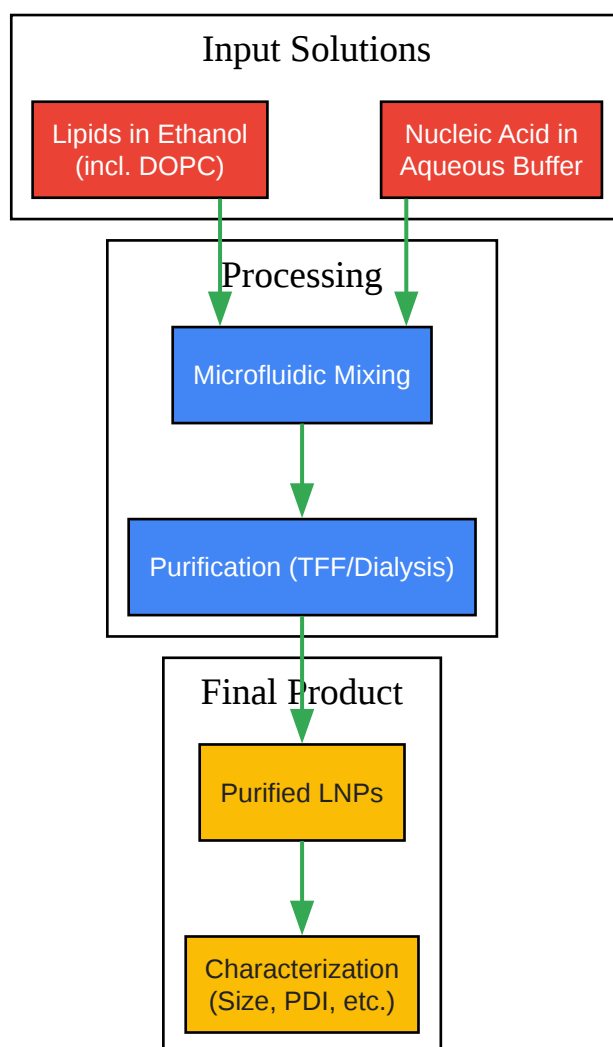 Input Solutions
Lipids in Ethanol
(incl. DOPC)
Nucleic Acid in
Aqueous Buffer
Processing
Microfluidic Mixing
Purification (TFF/Dialysis)
Final Product
Purified LNPs
Characterization
(Size, PDI, etc.)